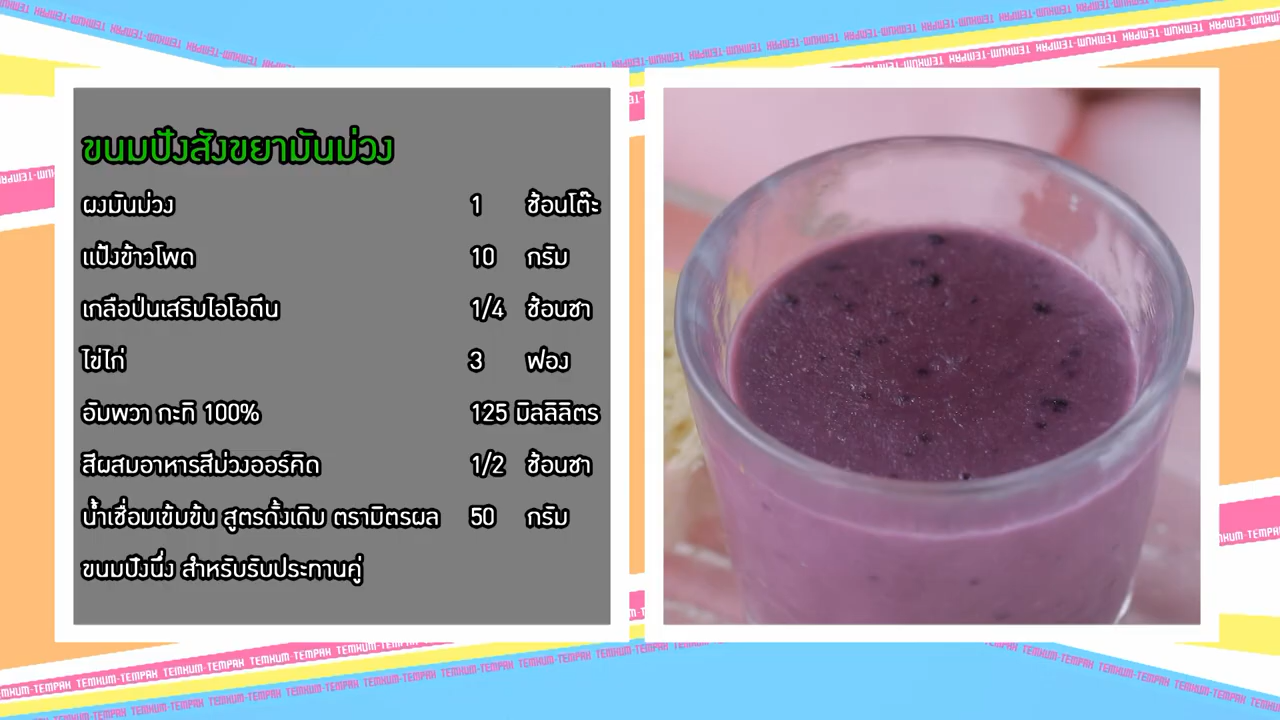 ขนมปังสังขยามันม่วง
ผงมันม่วง 1 ช้อนโต๊ะ
แป้งข้าวโพด 10 กรัม
เกลือป่นเสริมไอโอดีน 1/4 ช้อนชา
ไข่ไก่ 3 ฟอง
อัมพวา กะทิ 100% 125 มิลลิลิตร
สีผสมอาหารสีม่วงออร์คิด 1/2 ช้อนชา
น้ำเชื่อมเข้มข้น สูตรดั้งเดิม ตรามิตรผล 50 กรัม
ขนมปังนึ่ง สำหรับรับประทานคู่
TEMHUM-TEMPAH TEMHUM-TEMPAH TEMHUM-TEMPAH